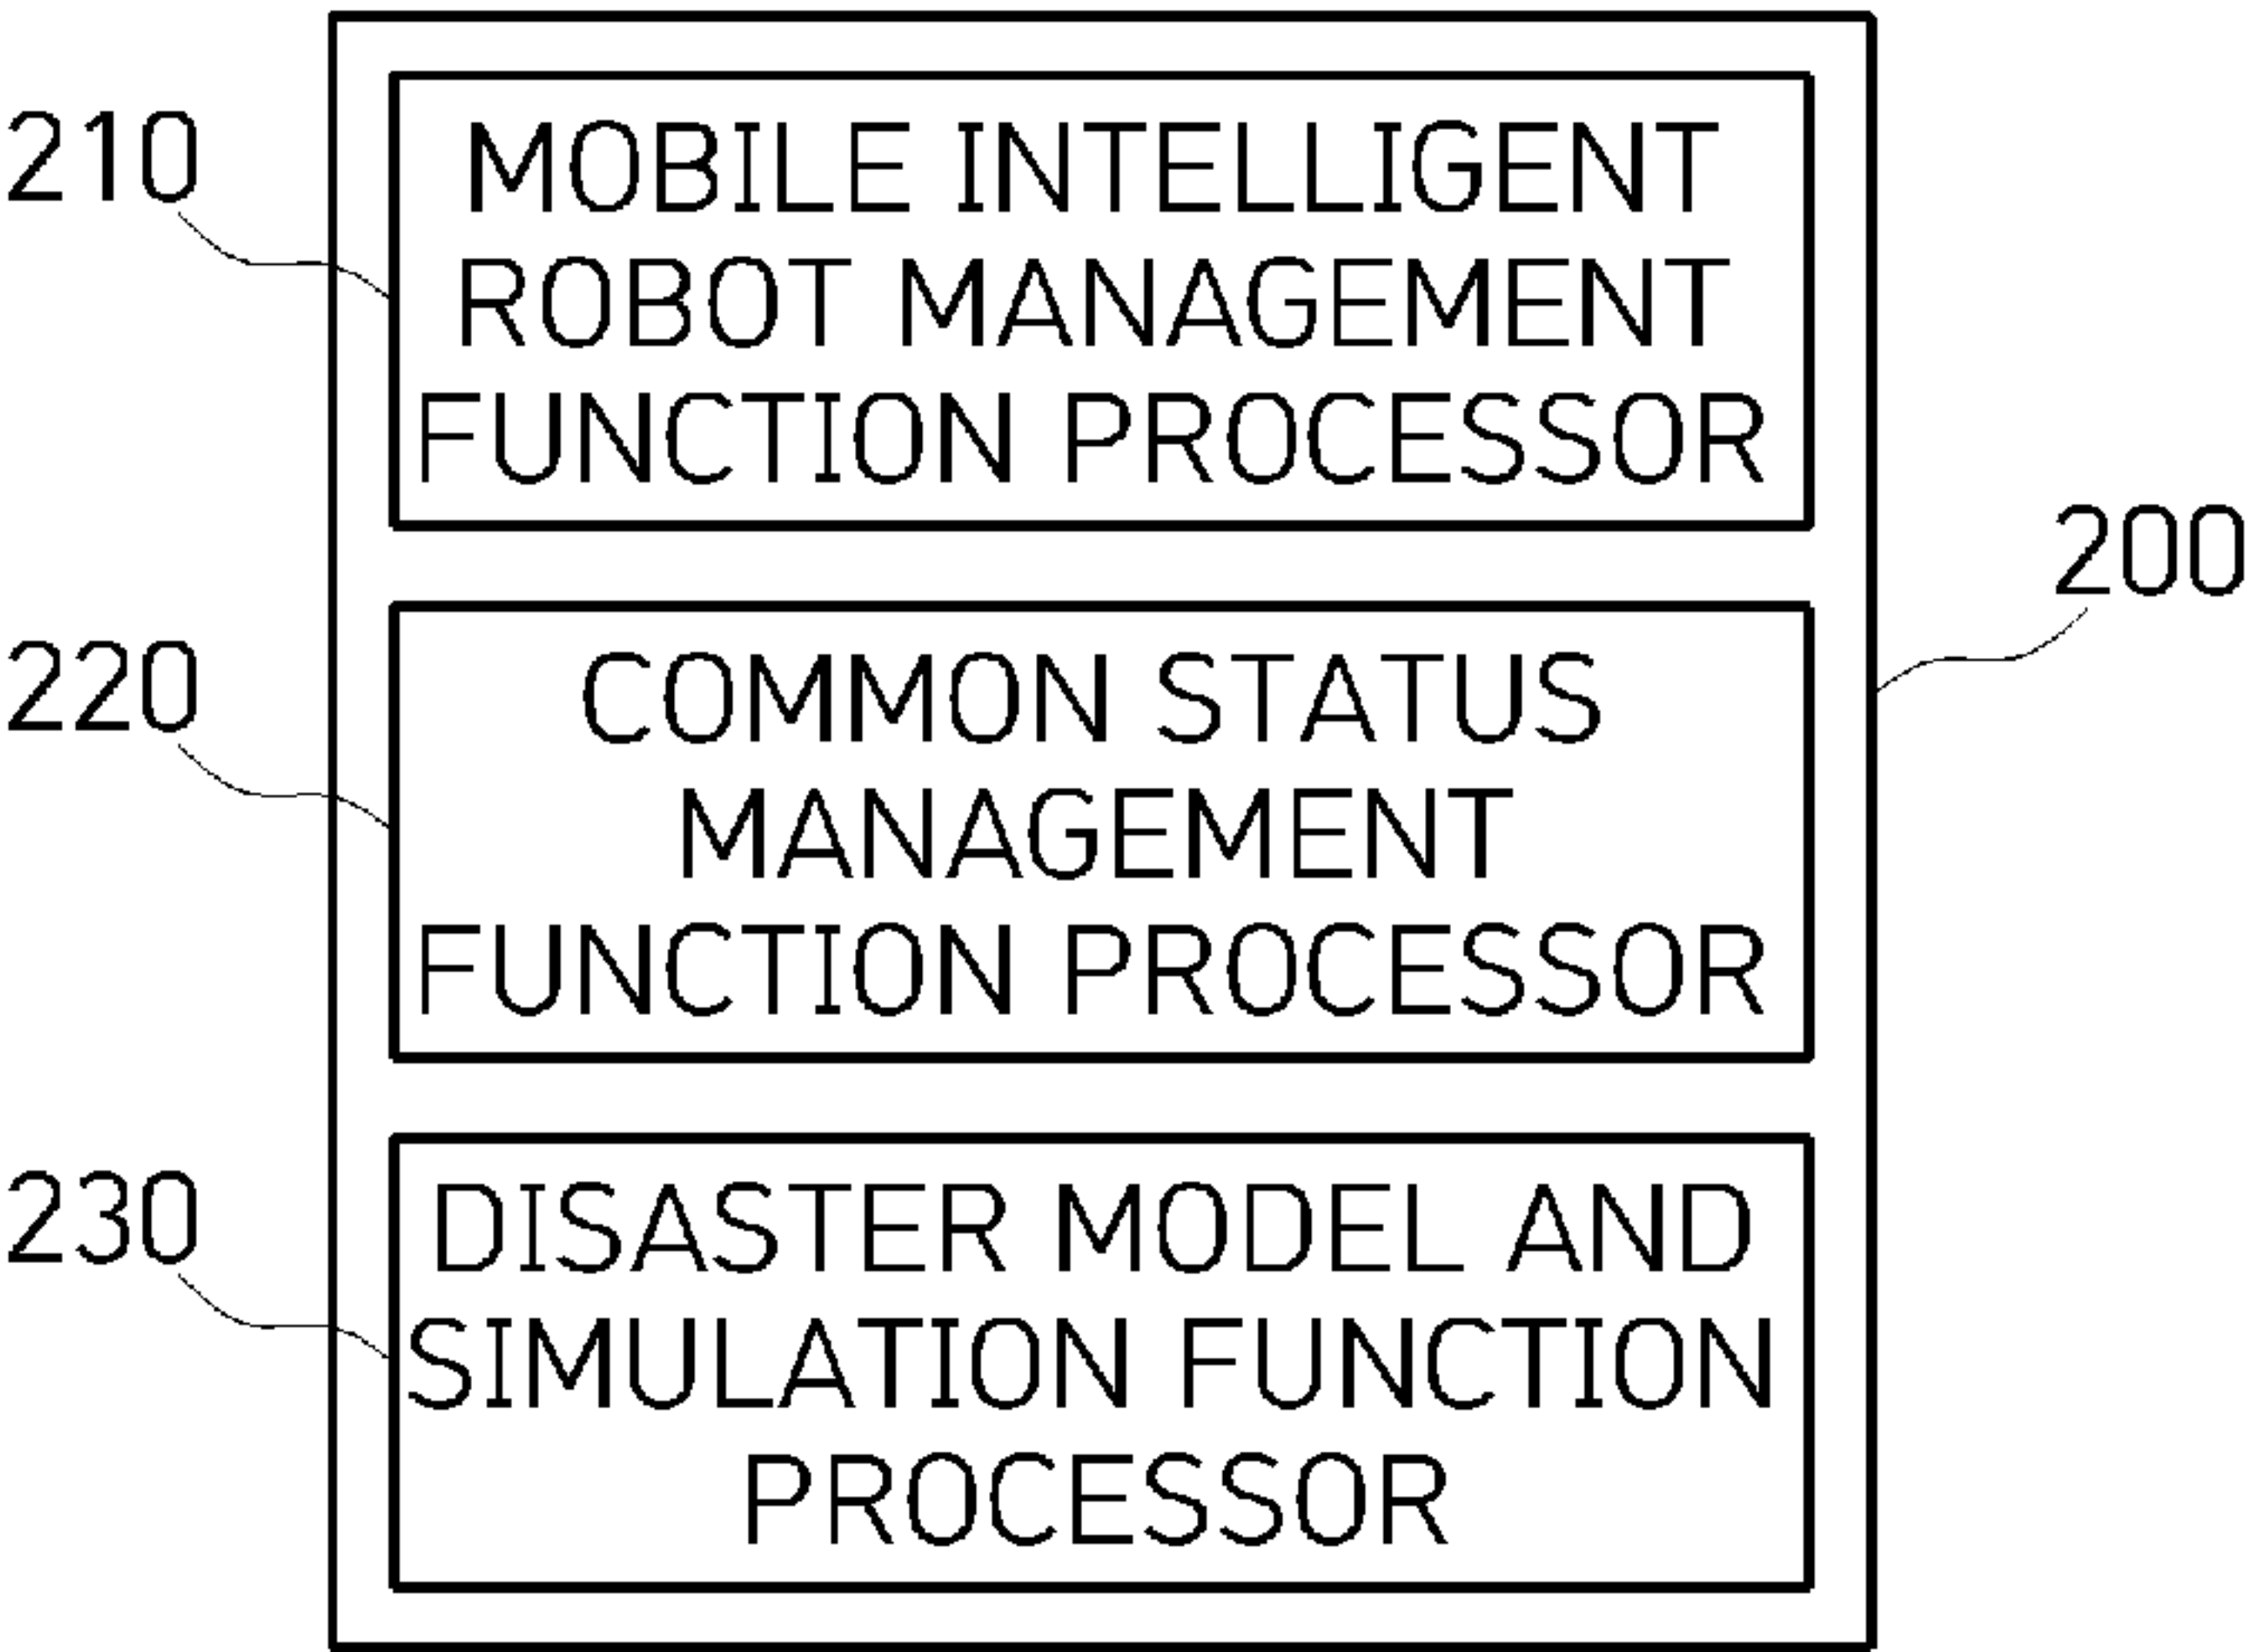 210
MOBILE INTELLIGENT
ROBOT MANAGEMENT
FUNCTION PROCESSOR
200
220
COMMON STATUS
MANAGEMENT
FUNCTION PROCESSOR
230
DISASTER MODEL AND
SIMULATION FUNCTION
PROCESSOR